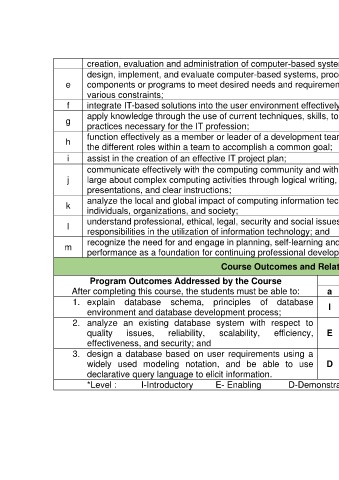 creation, evaluation and administration of computer-based
e design, implement, and evaluate computer-based systems,
components or programs to meet desired needs and
various constraints;
f integrate IT-based solutions into the user environment effectively
g apply knowledge through the use of current techniques, skills,
practices necessary for the IT profession;
h function effectively as a member or leader of a development
the different roles within a team to accomplish a common goal;
i assist in the creation of an effective IT project plan;
j communicate effectively with the computing community and with
large about complex computing activities through logical writing,
presentations, and clear instructions;
k analyze the local and global impact of computing information
individuals, organizations, and society;
l understand professional, ethical, legal, security and social issues
responsibilities in the utilization of information technology; and
m recognize the need for and engage in planning, self-learning and
performance as a foundation for continuing professional
Course Outcomes and
Program Outcomes Addressed by the Course
After completing this course, the students must be able to: a
1. explain database schema, principles of database
environment and database development process; I
2. analyze an existing database system with respect to
quality issues, reliability, scalability, efficiency, E
effectiveness, and security; and
3. design a database based on user requirements using a
widely used modeling notation, and be able to use D
declarative query language to elicit information.
*Level : I-Introductory E- Enabling